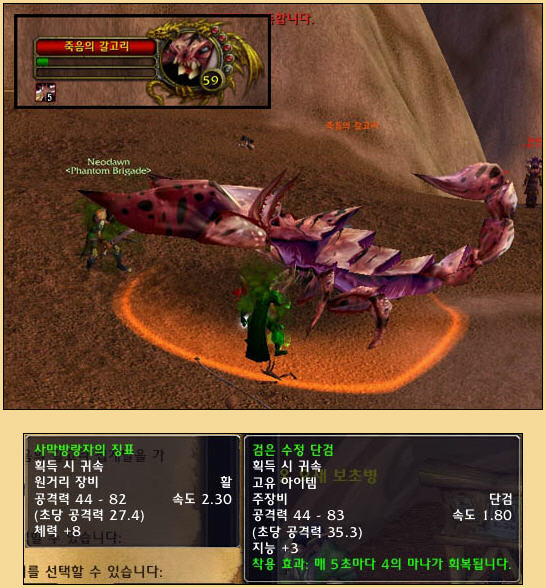 죽음의 갈고리
59
5
합니다.
죽음의 갈고리
Neodawn
<Phantom Brigade>
사막방랑자의 징표
획득 시 귀속
원거리 장비 활
공격력 44 - 82 속도 2.30
(초당 공격력 27.4)
체력 +8
를 선택할 수 있습니다:
검은 수정 단검
획득 시 귀속
고유 아이템
주장비 단검
공격력 44 - 83 속도 1.80
(초당 공격력 35.3)
지능 +3
착용 효과: 매 5초마다 4의 마나가 회복됩니다.
보초병